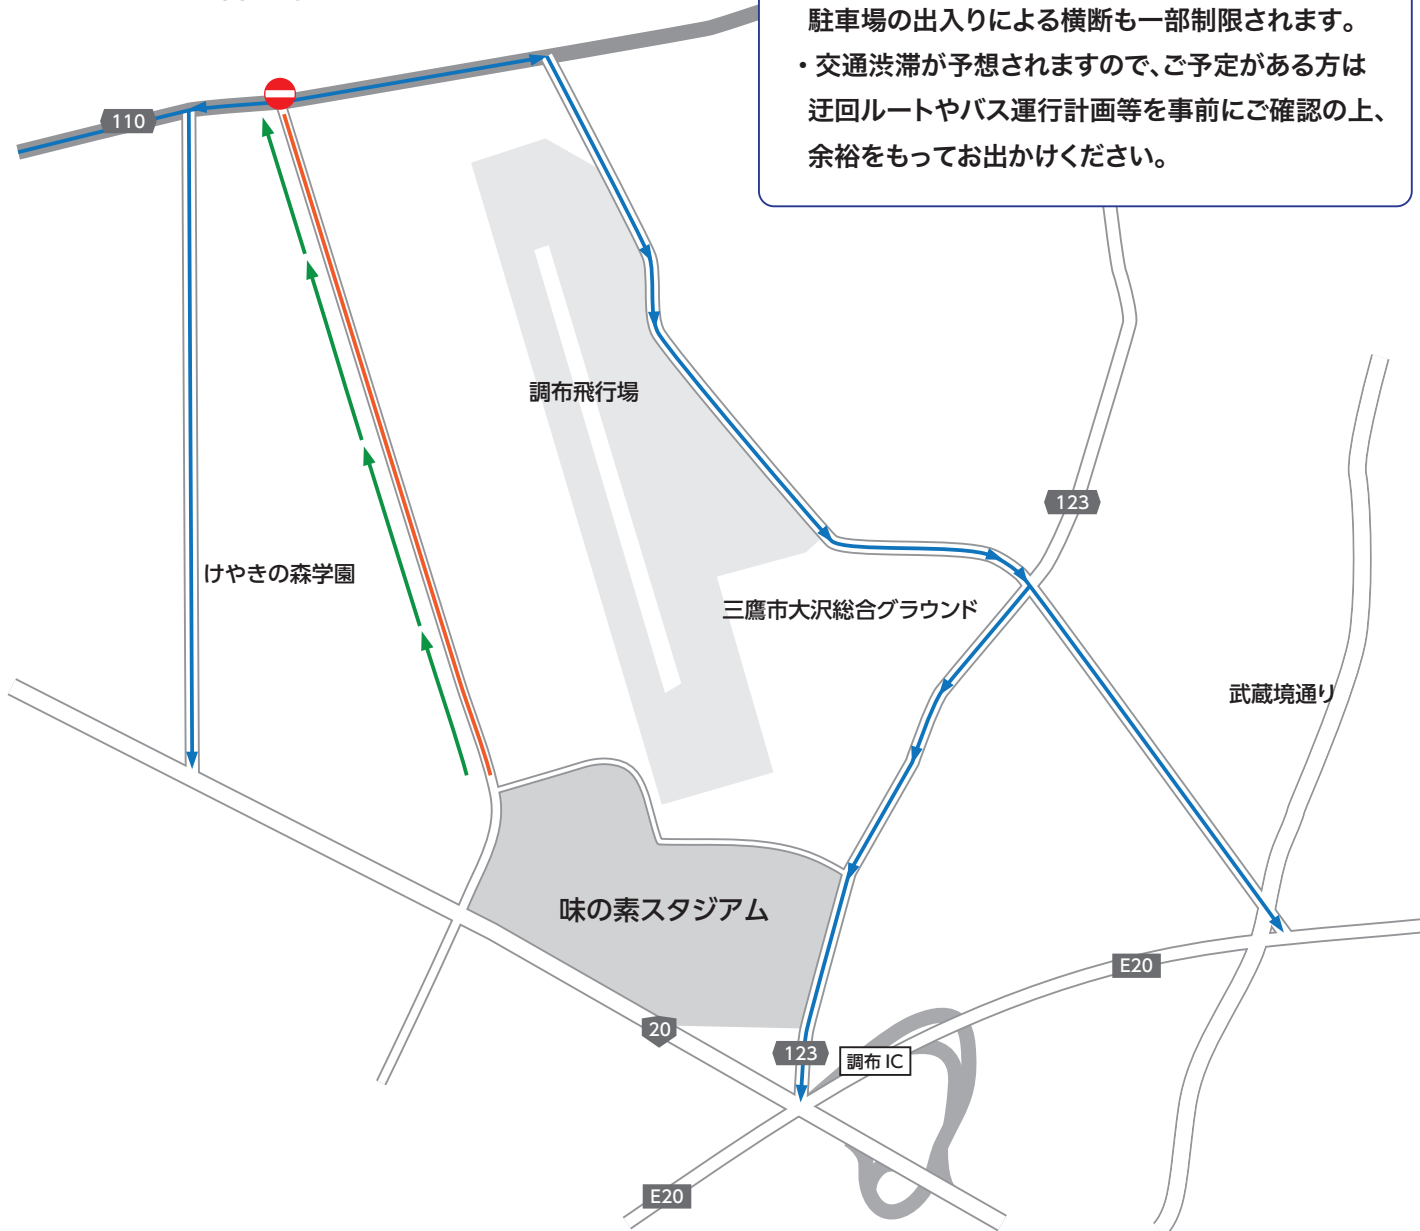 駐車場の出入りによる横断も一部制限されます。
・交通渋滞が予想されますので、ご予定がある方は
迂回ルートやバス運行計画等を事前にご確認の上、
余裕をもってお出かけください。
110
調布飛行場
123
けやきの森学園
三鷹市大沢総合グラウンド
武蔵境通り
味の素スタジアム
E20
20
123
調布 IC
E20